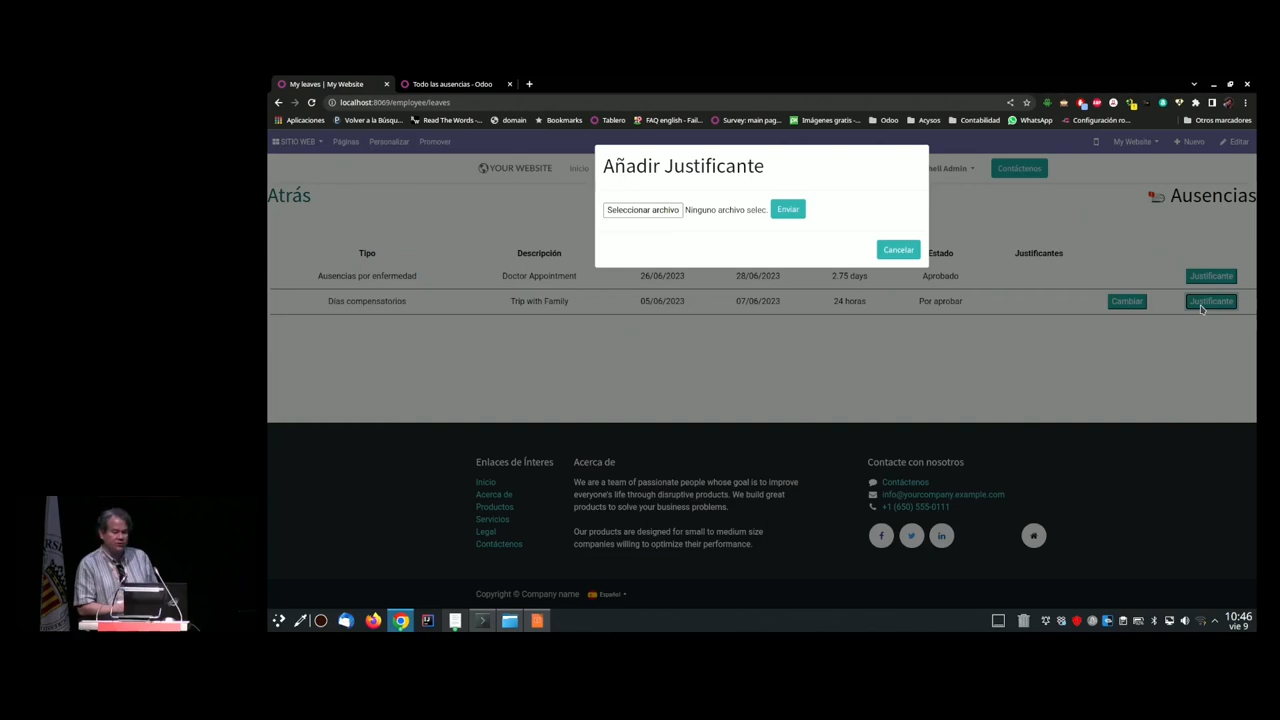 My leaves | My Website
Todo las ausencias - Odoo
localhost:8069/employee/leaves
Aplicaciones
Volver a la Búsqu...
Read The Words -...
domain
Bookmarks
Tablero
FAQ english - Fail...
Survey: main pag...
Imágenes gratis -...
Odoo
Acysos
Contabilidad
WhatsApp
Configuración ro...
Otros marcadores
SITIO WEB
Páginas
Personalizar
Promover
My Website
Nuevo
Editar
YOUR WEBSITE
Inicio
Admin
Contáctenos
Añadir Justificante
Seleccionar archivo Ninguno archivo selec. Enviar
Cancelar
Atrás
Ausencias
Tipo Descripción Estado Justificantes
Ausencias por enfermedad Doctor Appointment 26/06/2023 28/06/2023 2.75 days Aprobado Justificante
Días compensatorios Trip with Family 05/06/2023 07/06/2023 24 horas Por aprobar Cambiar Justificante
Enlaces de Ínteres
Inicio
Acerca de
Productos
Servicios
Legal
Contáctenos
Acerca de
We are a team of passionate people whose goal is to improve
everyone's life through disruptive products. We build great
products to solve your business problems.
Our products are designed for small to medium size
companies willing to optimize their performance.
Contacte con nosotros
Contáctenos
info@yourcompany.example.com
+1 (650) 555-0111
Copyright © Company name
Español
10:46
vie 9